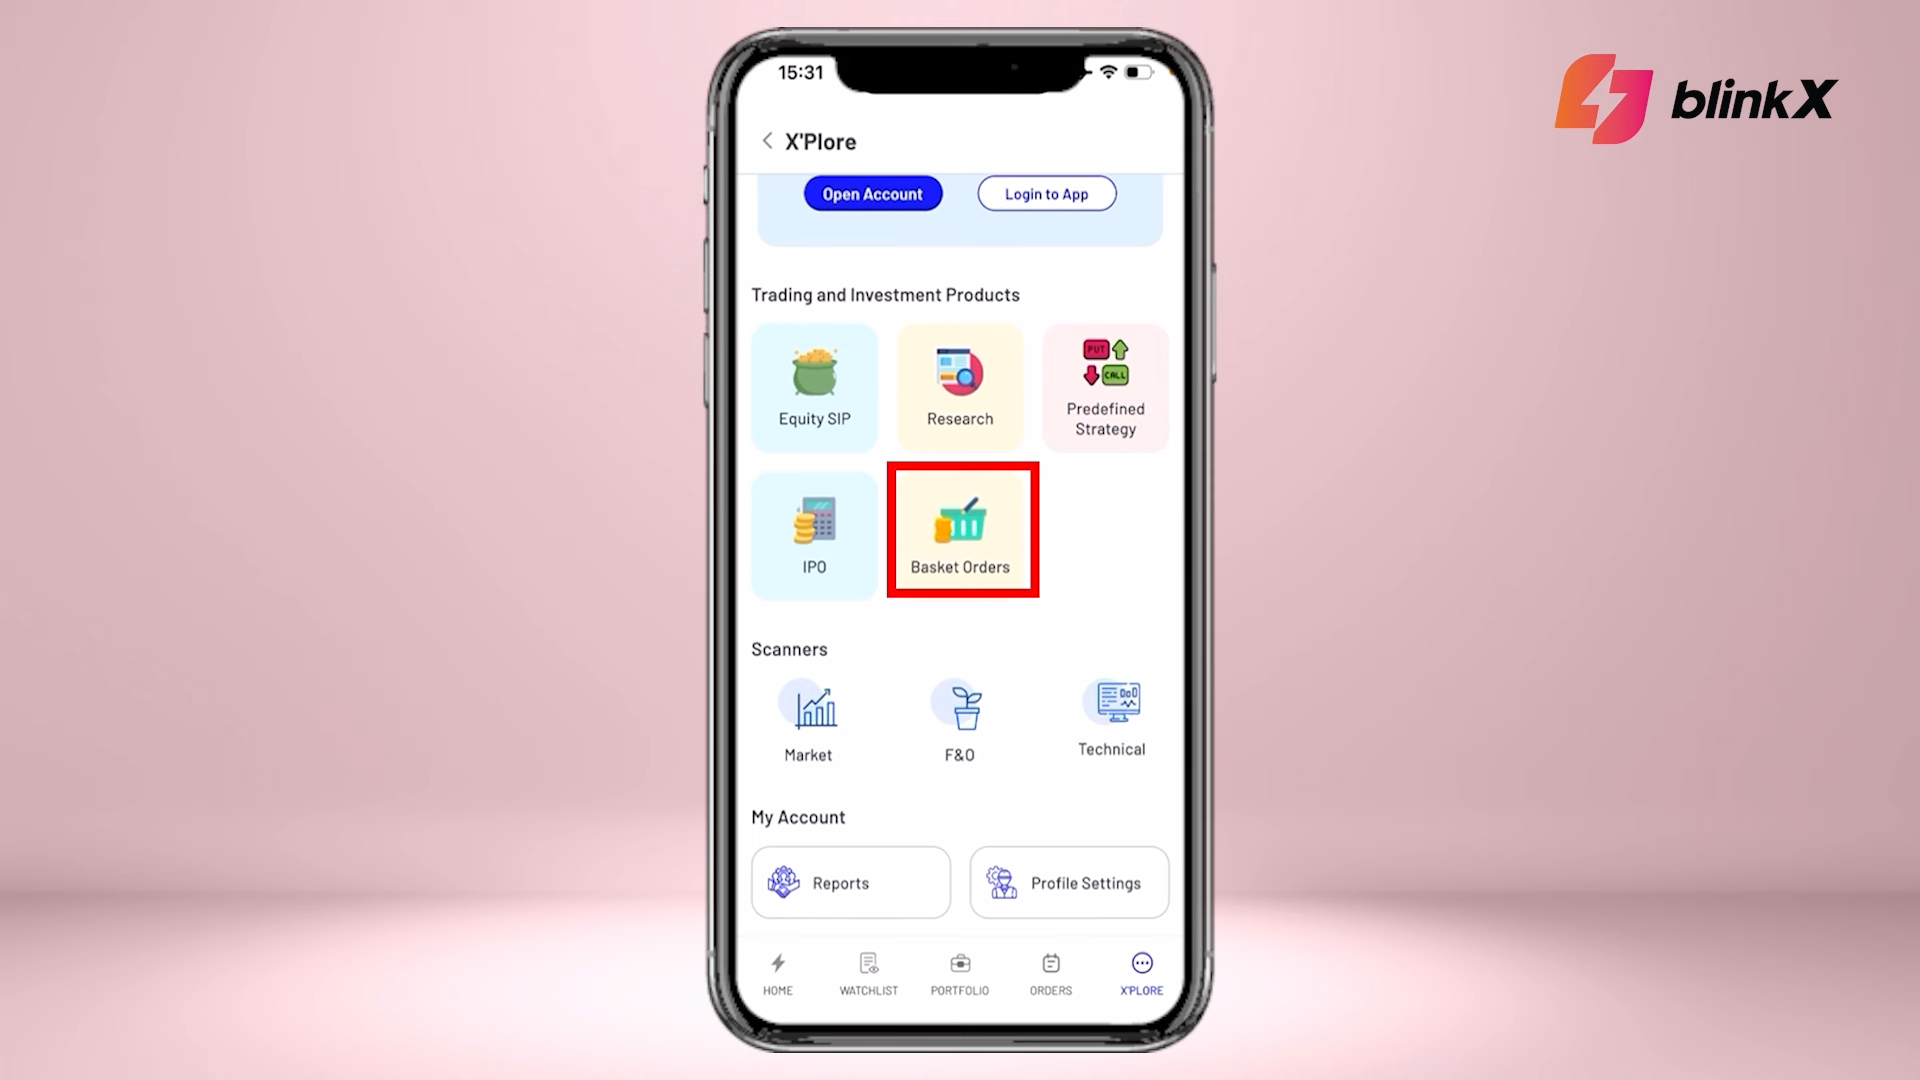 15:31
blinkX
X'Plore
Open Account
Login to App
Trading and Investment Products
Equity SIP
Research
PUT
CALL
Predefined
Strategy
IPO
Basket Orders
Scanners
Market
F&O
Technical
My Account
Reports
Profile Settings
HOME
WATCHLIST
PORTFOLIO
ORDERS
X'PLORE